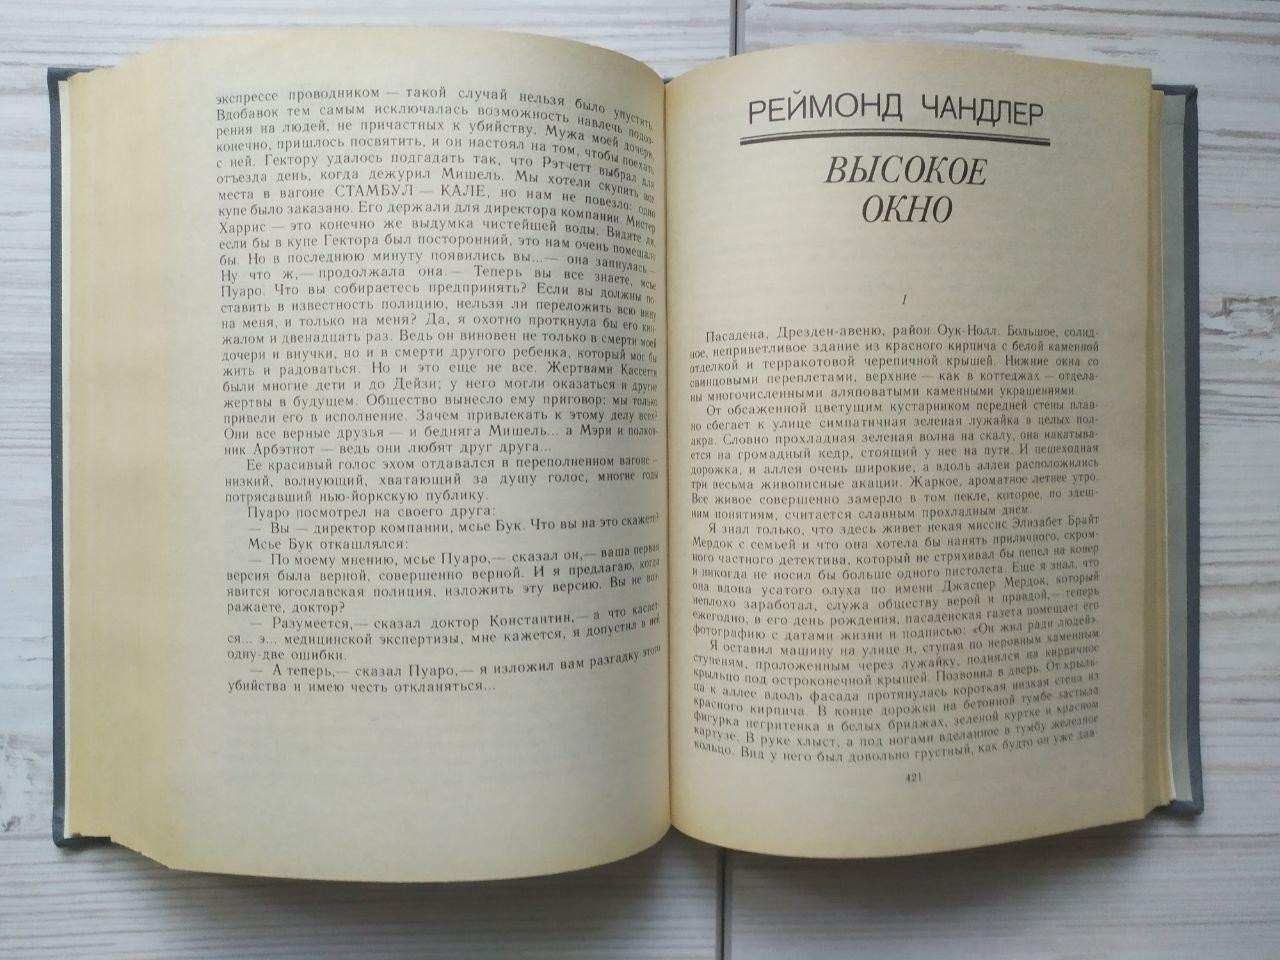 экспрессе проводником — такой случай нельзя было упустить.
Вдобавок тем самым исключалась возможность навлечь подоз-
рения на людей, не причастных к убийству. Мужа моей дочери,
конечно, пришлось посвятить, и он настоял на том, чтобы поехать
с ней. Гектору удалось подгадать так, что Рэтчетт выбрал для
отъезда день, когда дежурил Мишель. Мы хотели скупить все
места в вагоне СТАМБУЛ — КАЛЕ, но нам не повезло: одно
купе было заказано. Его держали для директора компании. Мистер
Харрис — это конечно же выдумка чистейшей воды. Видите ли,
если бы в купе Гектора был посторонний, это нам очень помешало
бы. Но в последнюю минуту появились вы...— она запнулась.—
Ну что ж,— продолжала она.— Теперь вы все знаете, мсье
Пуаро. Что вы собираетесь предпринять? Если вы должны по-
ставить в известность полицию, нельзя ли переложить всю вину
на меня, и только на меня? Да, я охотно проткнула бы его кин-
жалом и двенадцать раз. Ведь он виновен не только в смерти моей
дочери и внучки, но и в смерти другого ребенка, который мог бы
жить и радоваться. Но и это еще не все. Жертвами Кассетти
были многие дети и до Дейзи; у него могли оказаться и другие
жертвы в будущем. Общество вынесло ему приговор; мы только
привели его в исполнение. Зачем привлекать к этому делу всех?
Они все верные друзья — и бедняга Мишель... а Мэри и полков-
ник Арбэтнот — ведь они любят друг друга...
Ее красивый голос эхом отдавался в переполненном вагоне —
низкий, волнующий, хватающий за душу голос, многие годы
потрясавший нью-йоркскую публику.
Пуаро посмотрел на своего друга:
— Вы — директор компании, мсье Бук. Что вы на это скажете?
Мсье Бук откашлялся:
— По моему мнению, мсье Пуаро,— сказал он,— ваша первая
версия была верной, совершенно верной. И я предлагаю, когда
явится югославская полиция, изложить эту версию. Вы не воз-
ражаете, доктор?
— Разумеется,— сказал доктор Константин,— а что касает-
ся... э... медицинской экспертизы, мне кажется, я допустил в ней
одну-две ошибки.
— А теперь,— сказал Пуаро,— я изложил вам разгадку этого
убийства и имею честь откланяться...
РЕЙМОНД ЧАНДЛЕР
ВЫСОКОЕ
ОКНО
1
Пасадена, Дрезден-авеню, район Оук-Нолл. Большое, солид-
ное, неприветливое здание из красного кирпича с белой каменной
отделкой и терракотовой черепичной крышей. Нижние окна со
свинцовыми переплетами, верхние — как в коттеджах — отдела-
ны многочисленными аляповатыми каменными украшениями.
От обсаженной цветущим кустарником передней стены плав-
но сбегает к улице симпатичная зеленая лужайка в целых пол-
акра. Словно прохладная зеленая волна на скалу, она накатыва-
ется на громадный кедр, стоящий у нее на пути. И пешеходная
дорожка, и аллея очень широкие, а вдоль аллеи расположились
три весьма живописные акации. Жаркое, ароматное летнее утро.
Все живое совершенно замерло в том пекле, которое, по здеш-
ним понятиям, считается славным прохладным днем.
Я знал только, что здесь живет некая миссис Элизабет Брайт
Мердок с семьей и что она хотела бы нанять приличного, скром-
ного частного детектива, который не стряхивал бы пепел на ковер
и никогда не носил бы больше одного пистолета. Еще я знал, что
она вдова усатого олуха по имени Джаспер Мердок, который
неплохо заработал, служа обществу верой и правдой,— теперь
ежегодно, в его день рождения, пасаденская газета помещает его
фотографию с датами жизни и подписью: «Он жил ради людей».
Я оставил машину на улице и, ступая по неровным каменным
ступеням, проложенным через лужайку, поднялся на кирпичное
крыльцо под остроконечной крышей. Позвонил в дверь. От крыль-
ца к аллее вдоль фасада протянулась короткая низкая стена из
красного кирпича. В конце дорожки на бетонной тумбе застыла
фигурка негритенка в белых бриджах, зеленой куртке и красном
картузе. В руке хлыст, а под ногами вделанное в тумбу железное
кольцо. Вид у него был довольно грустный, как будто он уже дав-
421